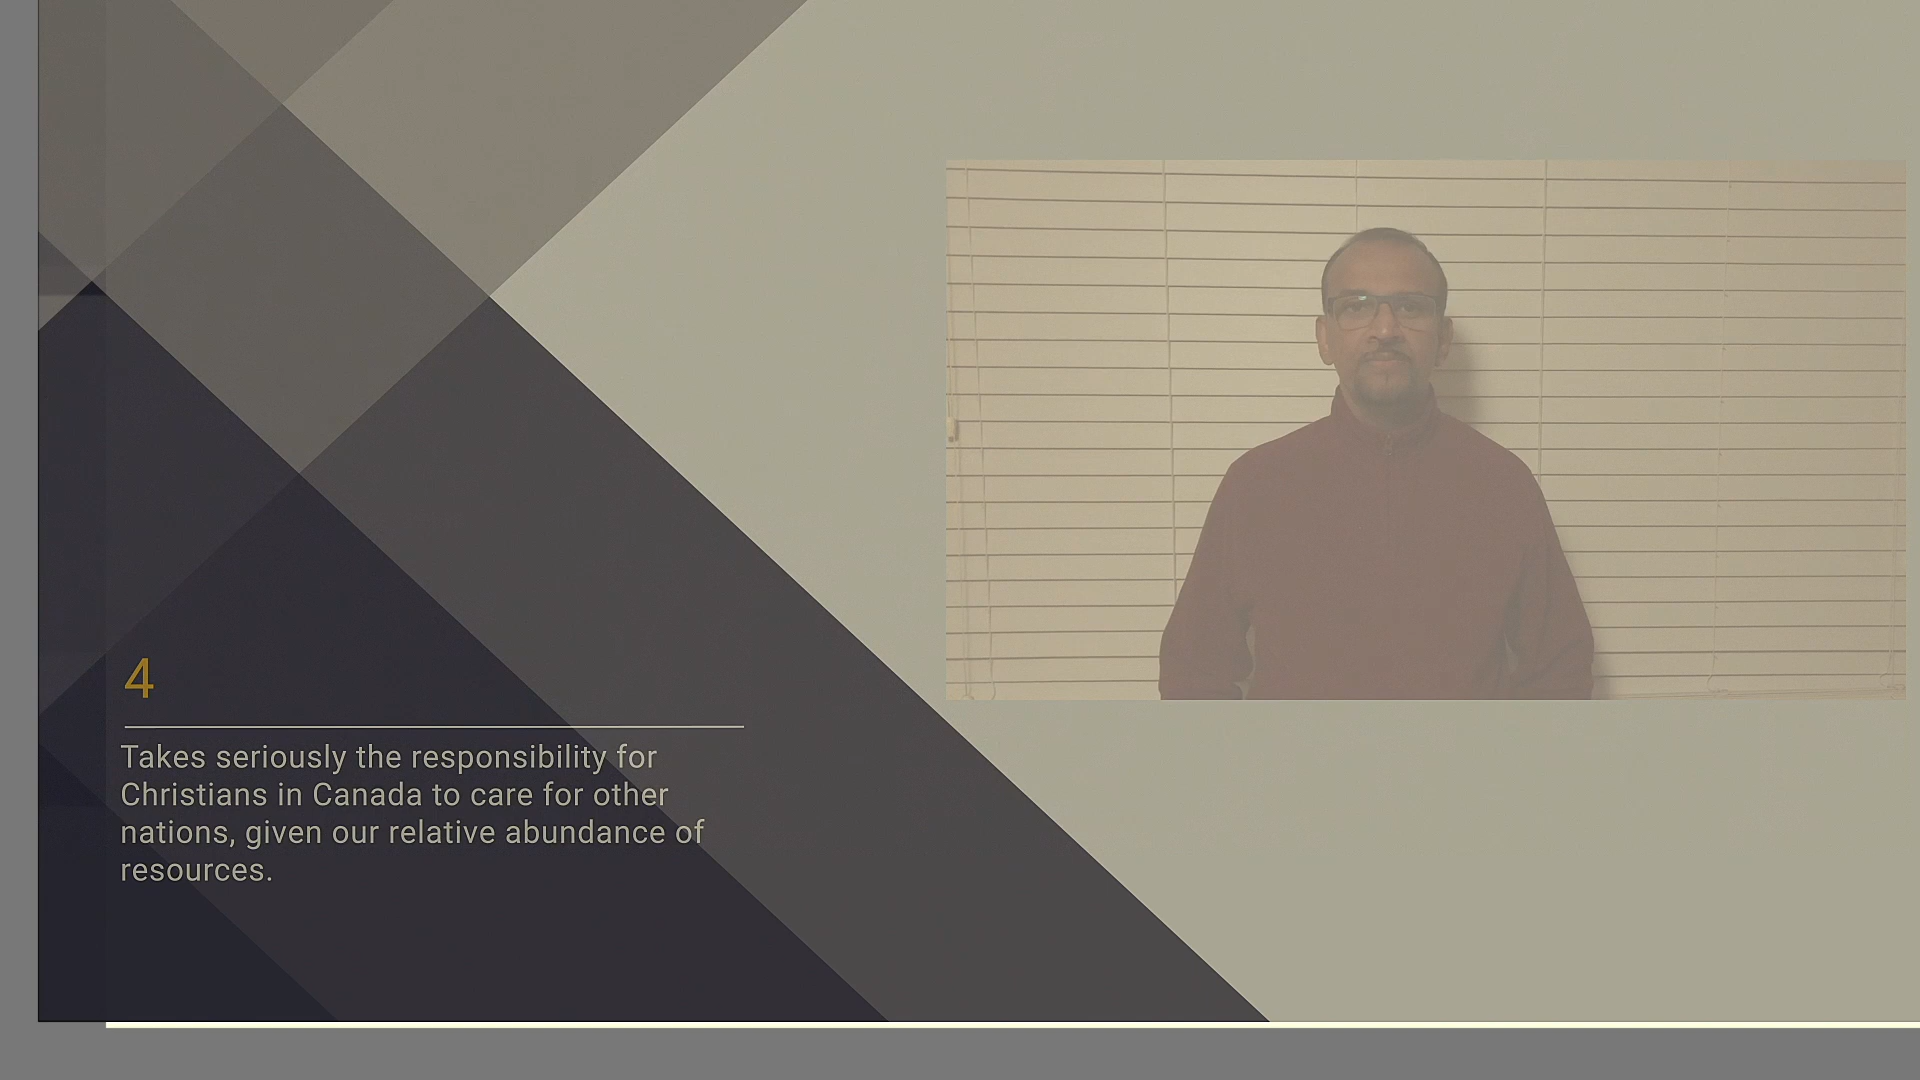 4
Takes seriously the responsibility for
Christians in Canada to care for other
nations, given our relative abundance of
resources.